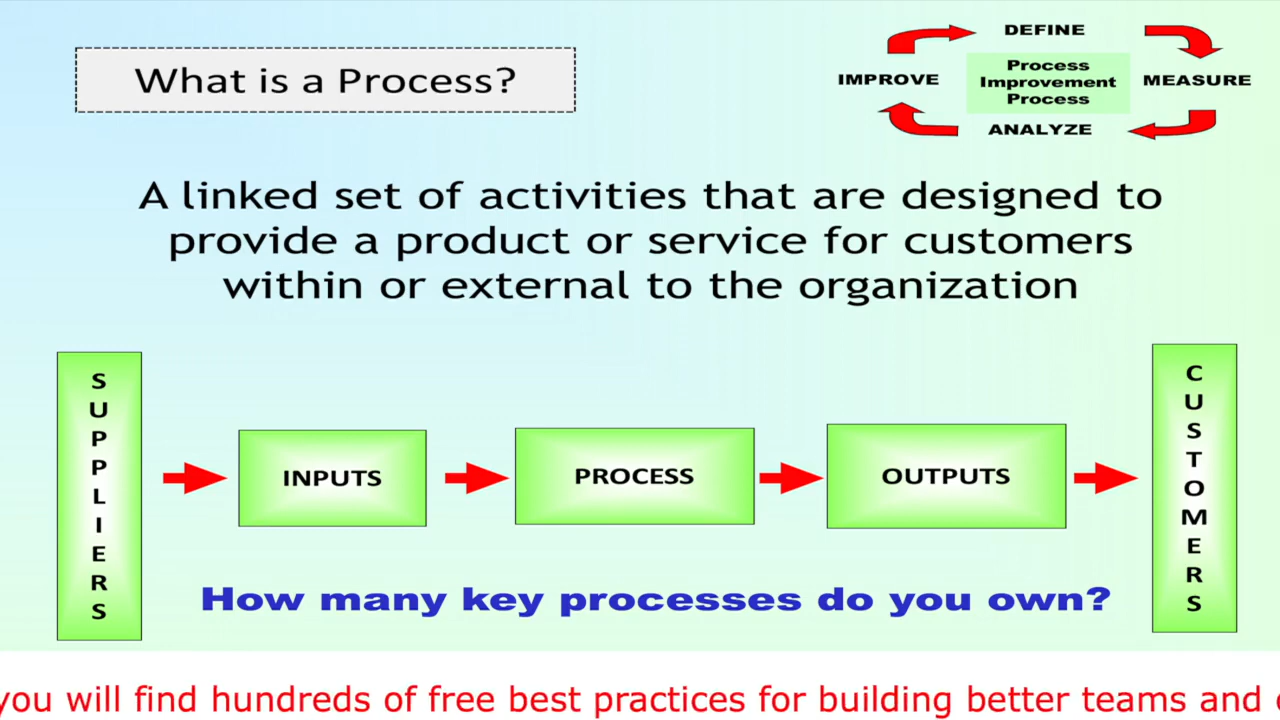 What is a Process?
DEFINE
IMPROVE
Process
Improvement
Process
MEASURE
ANALYZE
A linked set of activities that are designed to
provide a product or service for customers
within or external to the organization
SUPPLIERS
INPUTS
PROCESS
OUTPUTS
CUSTOMERS
How many key processes do you own?
you will find hundreds of free best practices for building better teams and